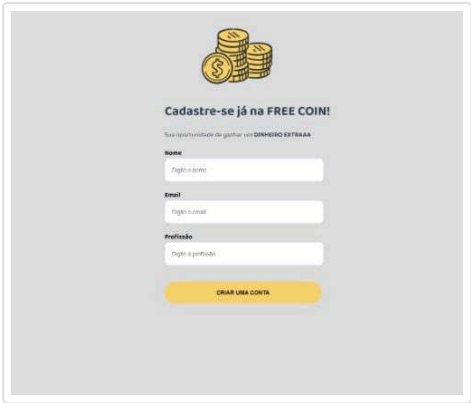 Cadastre-se já na FREE COIN!
Sua oportunidade de ganhar um DINHEIRO EXTRAAA
Nome
Digite o nome
Email
Digite o email
Profissão
Digite a profissão
CRIAR UMA CONTA